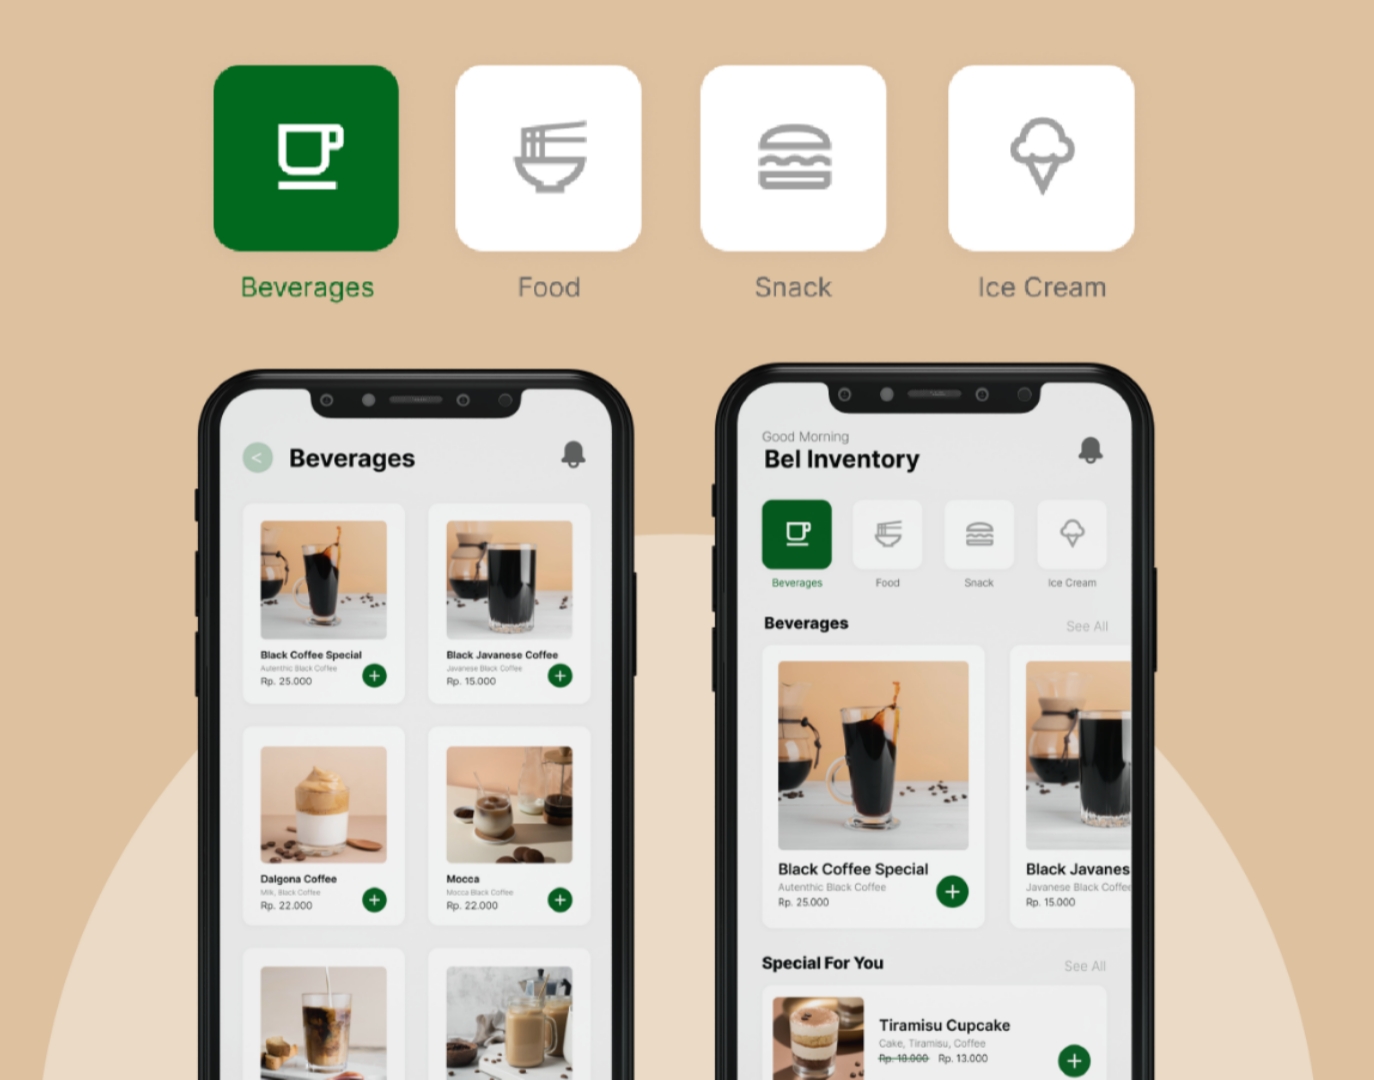 Beverages
Food
Snack
Ice Cream
<
Beverages
Black Coffee Special
Autenthic Black Coffee
Rp. 25.000
+
Black Javanese Coffee
Javanese Black Coffee
Rp. 15.000
+
Dalgona Coffee
Milk, Black Coffee
Rp. 22.000
+
Mocca
Mocca Black Coffee
Rp. 22.000
+
Good Morning
Bel Inventory
Beverages
Food
Snack
Ice Cream
Beverages
See All
Black Coffee Special
Autenthic Black Coffee
Rp. 25.000
+
Black Javanes
Javanese Black Coffee
Rp. 15.000
Special For You
See All
Tiramisu Cupcake
Cake, Tiramisu, Coffee
Rp. 18.000 Rp. 13.000
+